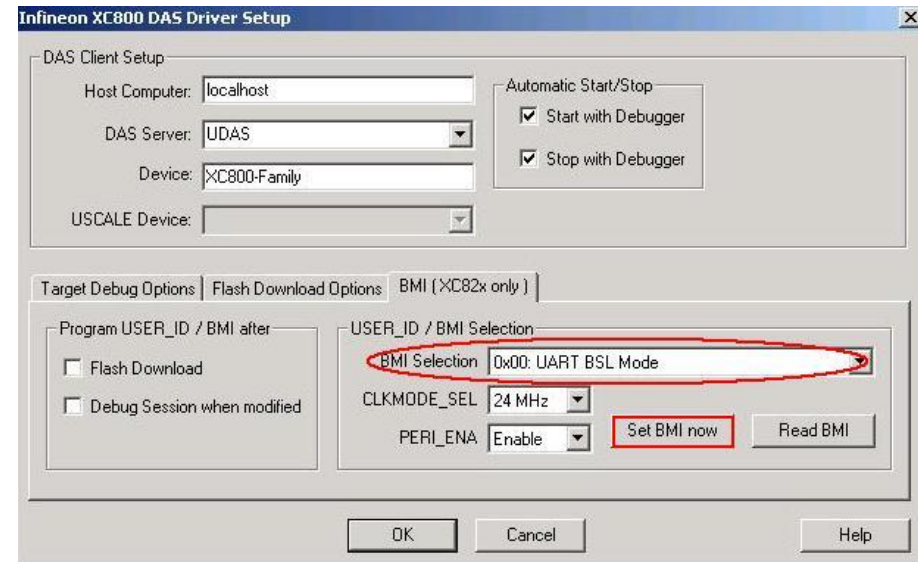 Infineon XC800 DAS Driver Setup
DAS Client Setup
Host Computer: localhost
DAS Server: UDAS
Device: XC800-Family
USCALE Device:
Automatic Start/Stop
Start with Debugger
Stop with Debugger
Target Debug Options Flash Download Options BMI ( XC82x only )
Program USER_ID / BMI after
Flash Download
Debug Session when modified
USER_ID / BMI Selection
BMI Selection 0x00: UART BSL Mode
CLKMODE_SEL 24 MHz
PERI_ENA Enable Set BMI now Read BMI
OK Cancel Help